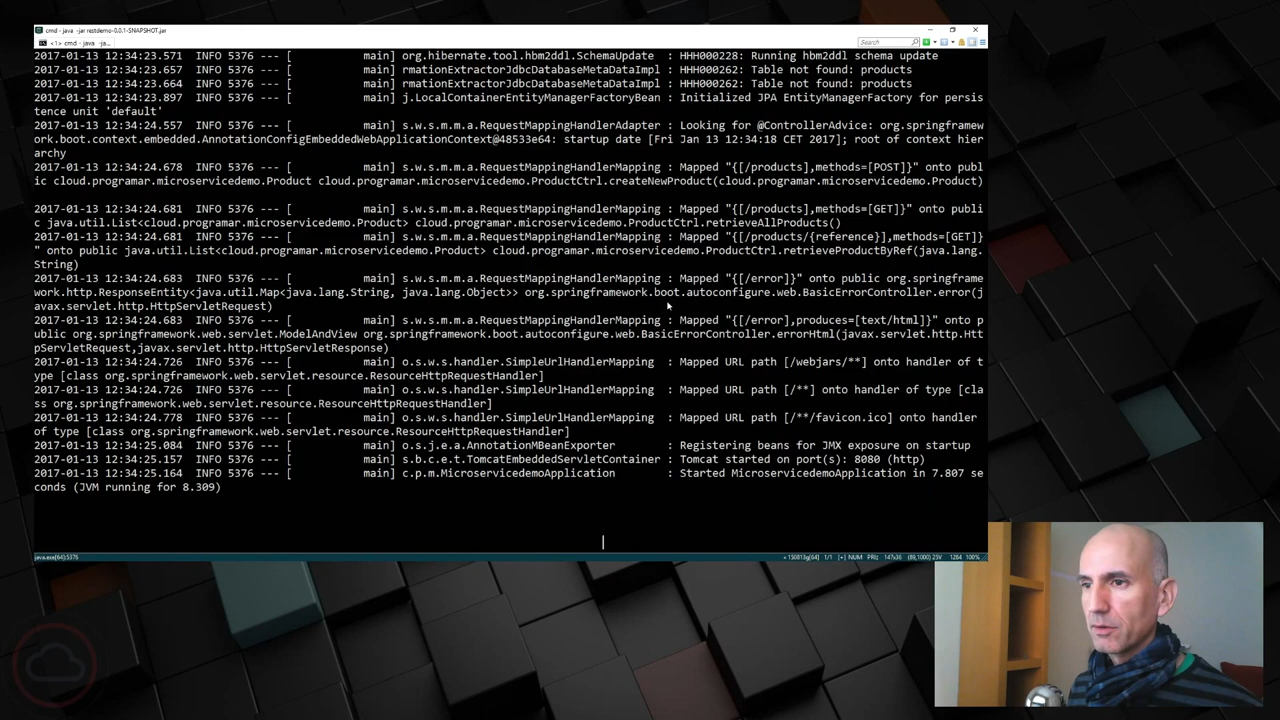 cmd - java -jar restdemo-0.0.1-SNAPSHOT.jar
<1> cmd - java -ja...
Search
2017-01-13 12:34:23.571  INFO 5376 --- [           main] org.hibernate.tool.hbm2ddl.SchemaUpdate  : HHH000228: Running hbm2ddl schema update
2017-01-13 12:34:23.657  INFO 5376 --- [           main] rmationExtractorJdbcDatabaseMetaDataImpl : HHH000262: Table not found: products
2017-01-13 12:34:23.664  INFO 5376 --- [           main] rmationExtractorJdbcDatabaseMetaDataImpl : HHH000262: Table not found: products
2017-01-13 12:34:23.897  INFO 5376 --- [           main] j.LocalContainerEntityManagerFactoryBean : Initialized JPA EntityManagerFactory for persis
tence unit 'default'
2017-01-13 12:34:24.557  INFO 5376 --- [           main] s.w.s.m.m.a.RequestMappingHandlerAdapter : Looking for @ControllerAdvice: org.springframew
ork.boot.context.embedded.AnnotationConfigEmbeddedWebApplicationContext@48533e64: startup date [Fri Jan 13 12:34:18 CET 2017]; root of context hier
archy
2017-01-13 12:34:24.678  INFO 5376 --- [           main] s.w.s.m.m.a.RequestMappingHandlerMapping : Mapped "{[/products],methods=[POST]}" onto publ
ic cloud.programar.microservicedemo.Product cloud.programar.microservicedemo.ProductCtrl.createNewProduct(cloud.programar.microservicedemo.Product)
2017-01-13 12:34:24.681  INFO 5376 --- [           main] s.w.s.m.m.a.RequestMappingHandlerMapping : Mapped "{[/products],methods=[GET]}" onto publi
c java.util.List<cloud.programar.microservicedemo.Product> cloud.programar.microservicedemo.ProductCtrl.retrieveAllProducts()
2017-01-13 12:34:24.681  INFO 5376 --- [           main] s.w.s.m.m.a.RequestMappingHandlerMapping : Mapped "{[/products/{reference}],methods=[GET]}
" onto public java.util.List<cloud.programar.microservicedemo.Product> cloud.programar.microservicedemo.ProductCtrl.retrieveProductByRef(java.lang.
String)
2017-01-13 12:34:24.683  INFO 5376 --- [           main] s.w.s.m.m.a.RequestMappingHandlerMapping : Mapped "{[/error]}" onto public org.springframe
work.http.ResponseEntity<java.util.Map<java.lang.String, java.lang.Object>> org.springframework.boot.autoconfigure.web.BasicErrorController.error(j
avax.servlet.http.HttpServletRequest)
2017-01-13 12:34:24.683  INFO 5376 --- [           main] s.w.s.m.m.a.RequestMappingHandlerMapping : Mapped "{[/error],produces=[text/html]}" onto p
ublic org.springframework.web.servlet.ModelAndView org.springframework.boot.autoconfigure.web.BasicErrorController.errorHtml(javax.servlet.http.Htt
pServletRequest,javax.servlet.http.HttpServletResponse)
2017-01-13 12:34:24.726  INFO 5376 --- [           main] o.s.w.s.handler.SimpleUrlHandlerMapping  : Mapped URL path [/webjars/**] onto handler of t
ype [class org.springframework.web.servlet.resource.ResourceHttpRequestHandler]
2017-01-13 12:34:24.726  INFO 5376 --- [           main] o.s.w.s.handler.SimpleUrlHandlerMapping  : Mapped URL path [/**] onto handler of type [cla
ss org.springframework.web.servlet.resource.ResourceHttpRequestHandler]
2017-01-13 12:34:24.778  INFO 5376 --- [           main] o.s.w.s.handler.SimpleUrlHandlerMapping  : Mapped URL path [/**/favicon.ico] onto handler
of type [class org.springframework.web.servlet.resource.ResourceHttpRequestHandler]
2017-01-13 12:34:25.084  INFO 5376 --- [           main] o.s.j.e.a.AnnotationMBeanExporter        : Registering beans for JMX exposure on startup
2017-01-13 12:34:25.157  INFO 5376 --- [           main] s.b.c.e.t.TomcatEmbeddedServletContainer : Tomcat started on port(s): 8080 (http)
2017-01-13 12:34:25.164  INFO 5376 --- [           main] c.p.m.MicroservicedemoApplication        : Started MicroservicedemoApplication in 7.807 se
conds (JVM running for 8.309)
java.exe[64]:5376
« 150813g[64] 1/1 [+] NUM PRI: 147x36 (89,1000) 25V 1284 100%